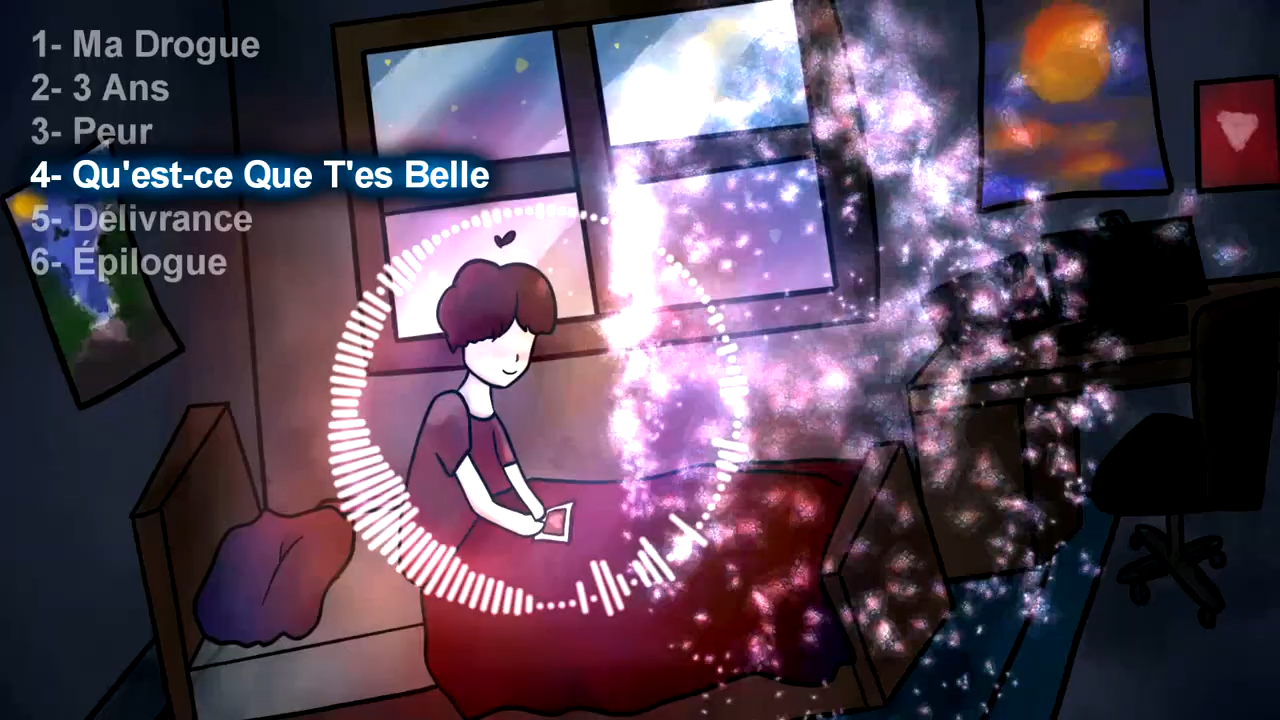 1- Ma Drogue
2- 3 Ans
3- Peur
4- Qu'est-ce Que T'es Belle
5- Délivrance
6- Épilogue